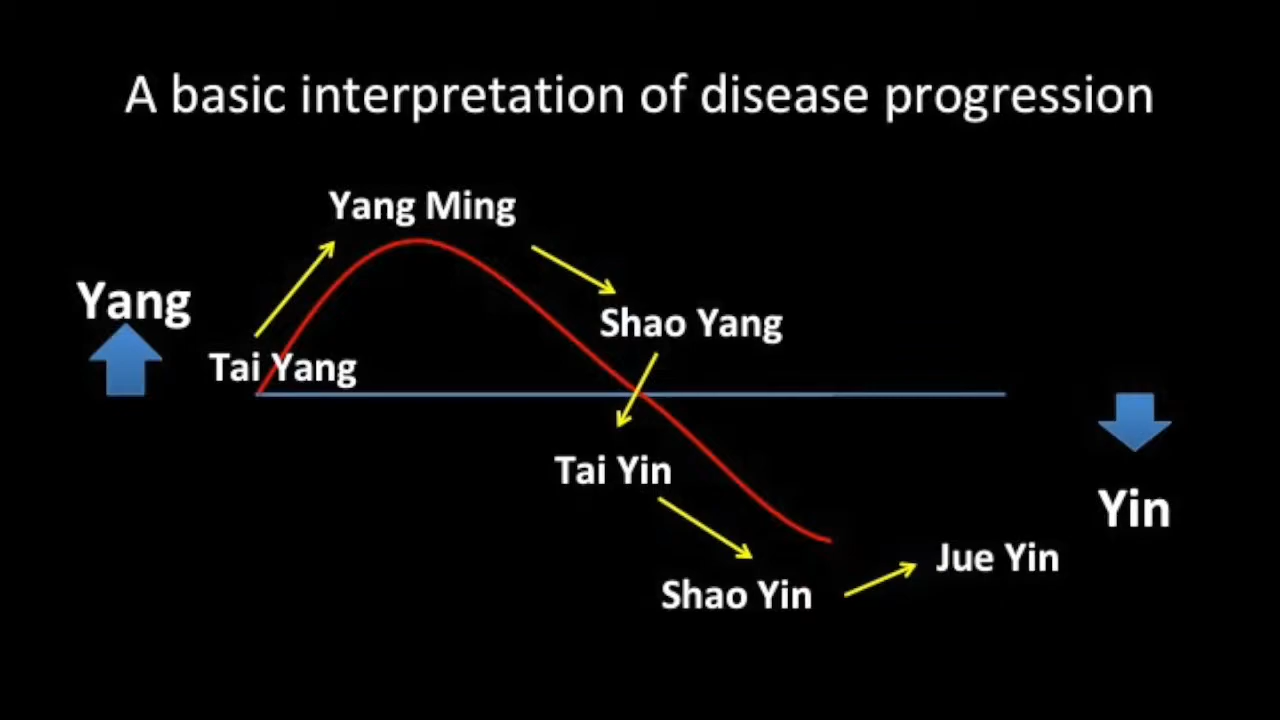 A basic interpretation of disease progression
Yang Ming
Yang
Shao Yang
Tai Yang
Tai Yin
Yin
Jue Yin
Shao Yin